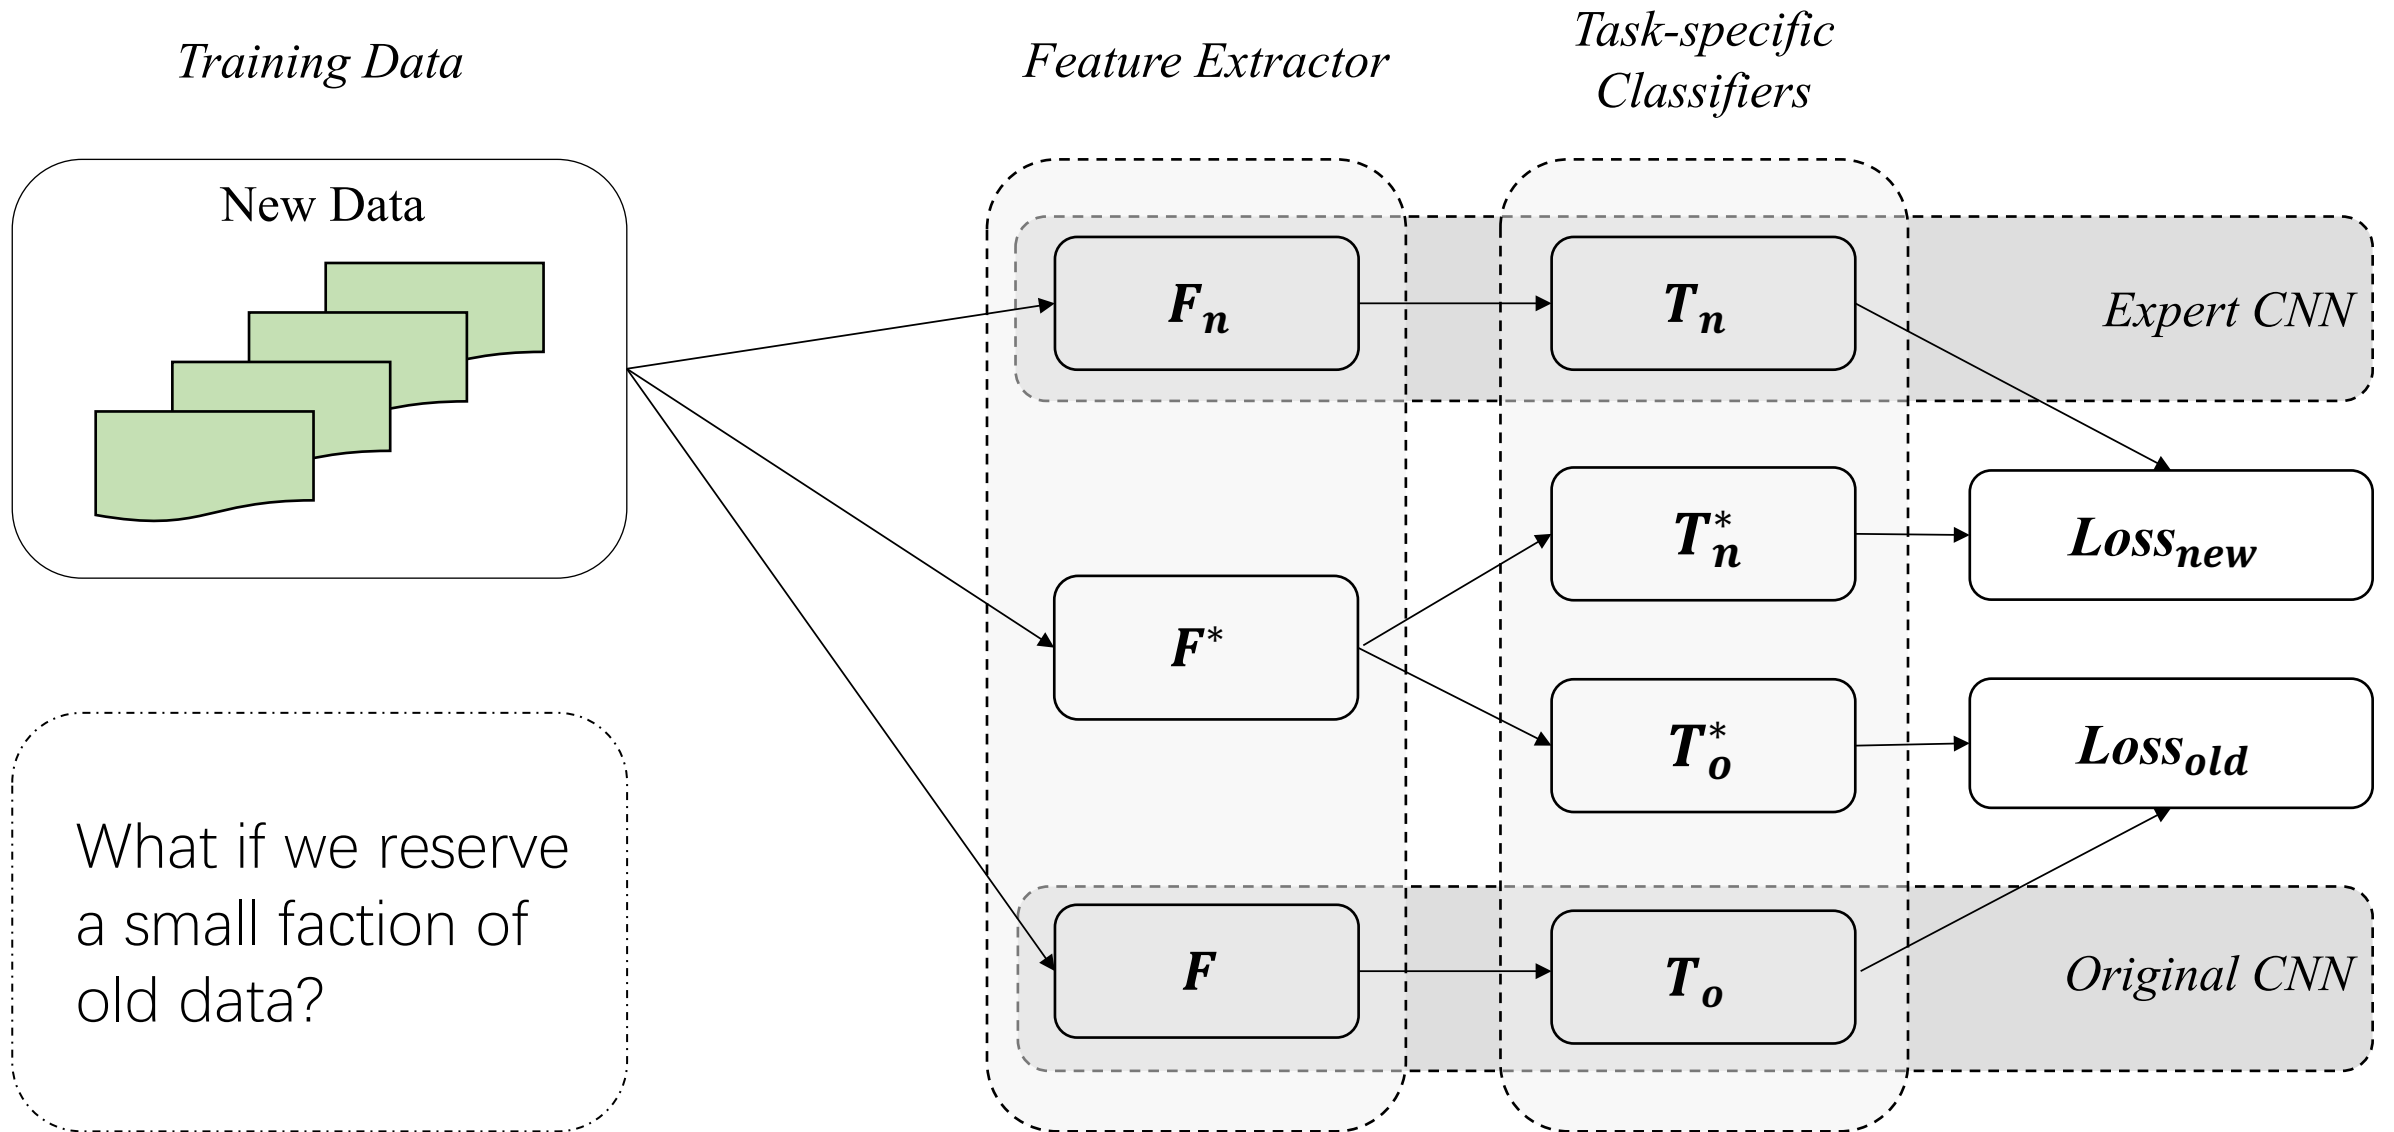 Training Data
Feature Extractor
Task-specific
Classifiers
New Data
F_n
T_n
Expert CNN
T_n^*
Loss_new
F^*
T_o^*
Loss_old
What if we reserve
a small faction of
old data?
F
T_o
Original CNN